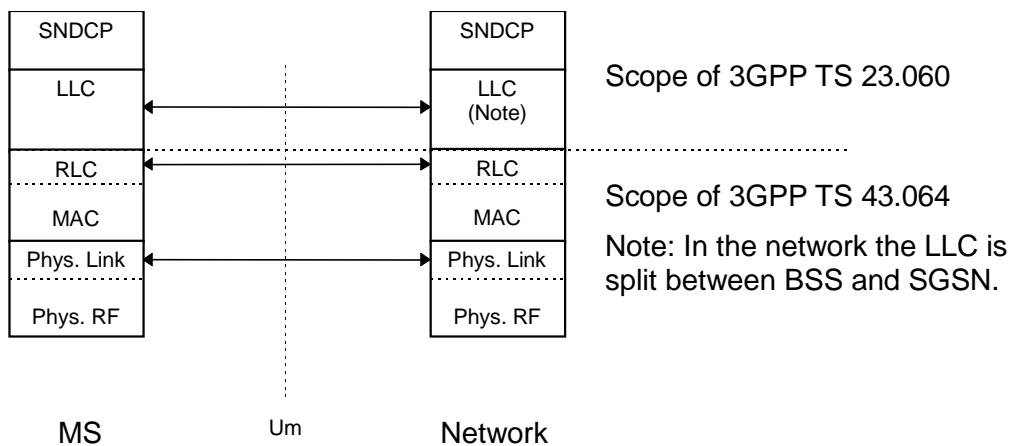 SNDCP
LLC
RLC
MAC
Phys. Link
Phys. RF
MS
Um
SNDCP
LLC
(Note)
RLC
MAC
Phys. Link
Phys. RF
Network
Scope of 3GPP TS 23.060
Scope of 3GPP TS 43.064
Note: In the network the LLC is
split between BSS and SGSN.